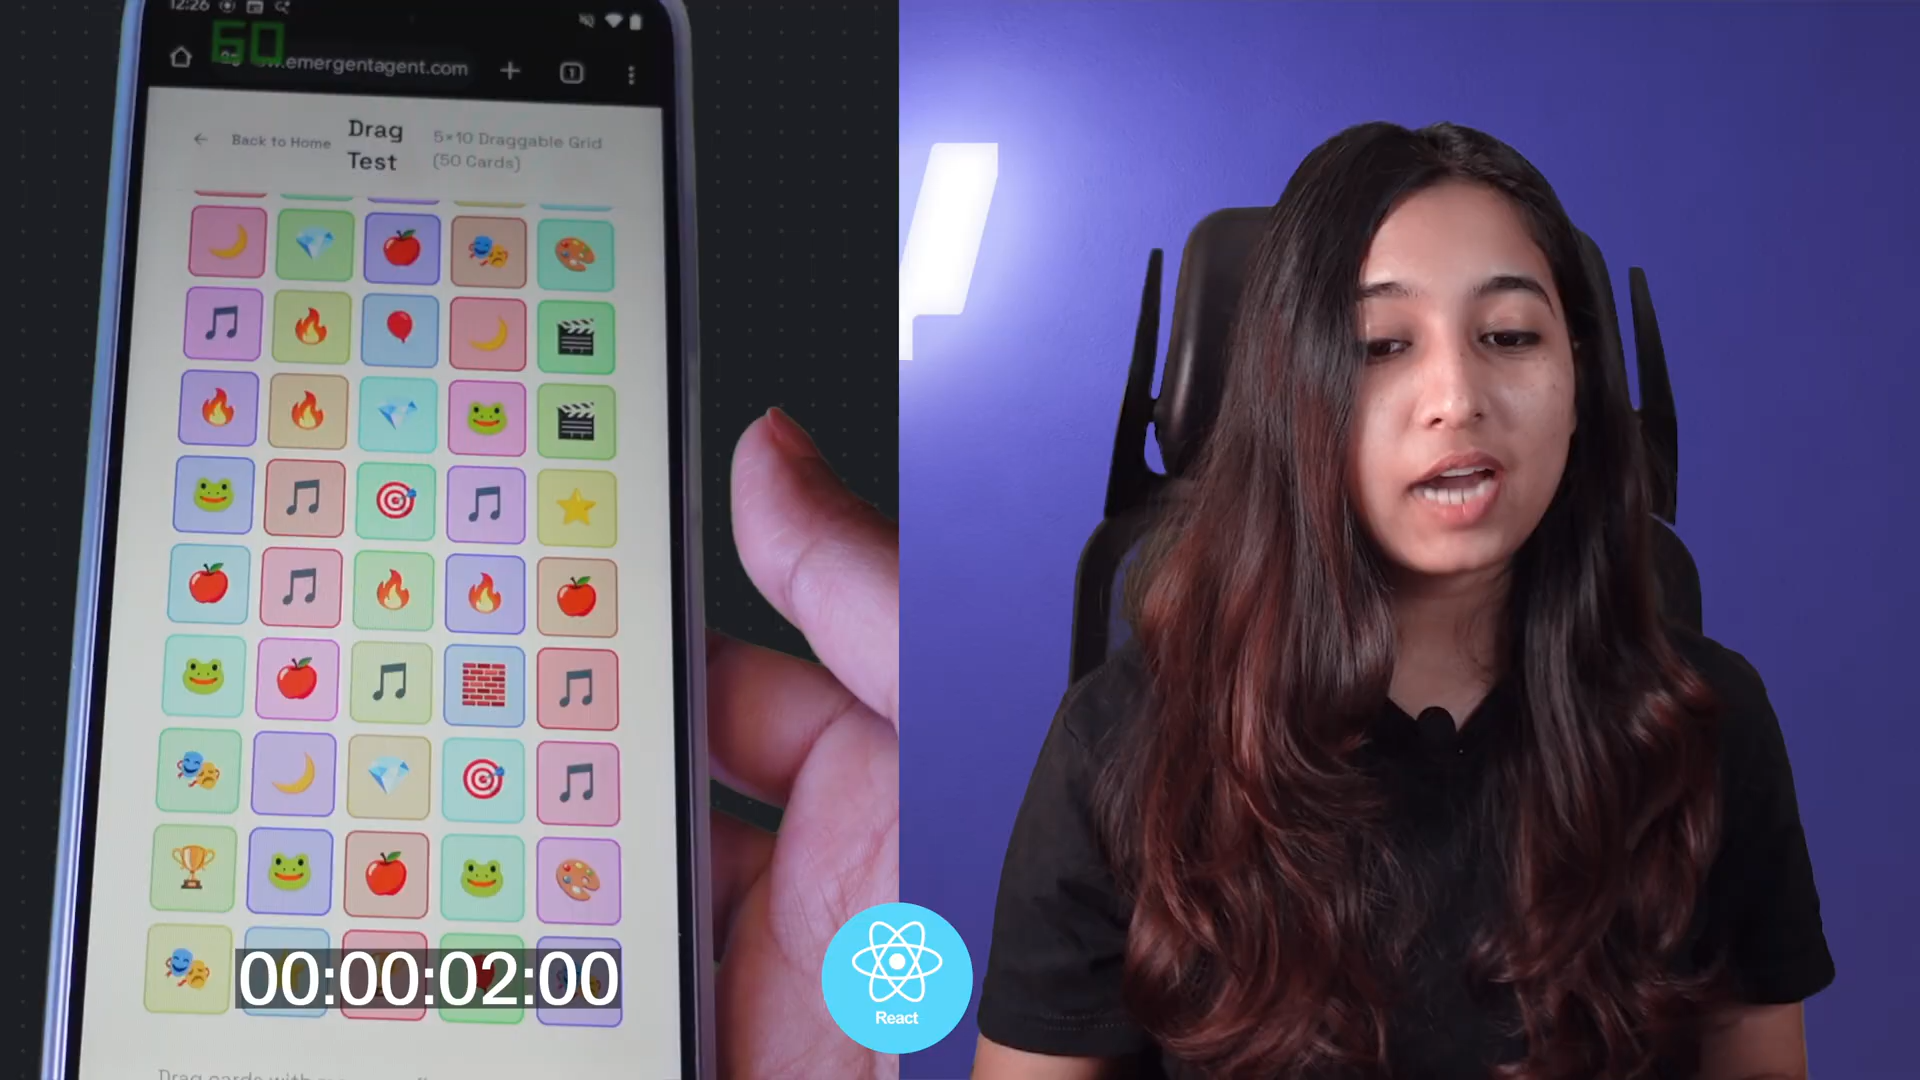 12:26
60
.emergentagent.com
1
Back to Home
Drag
Test
5×10 Draggable Grid
(50 Cards)
00:00:02:00
React